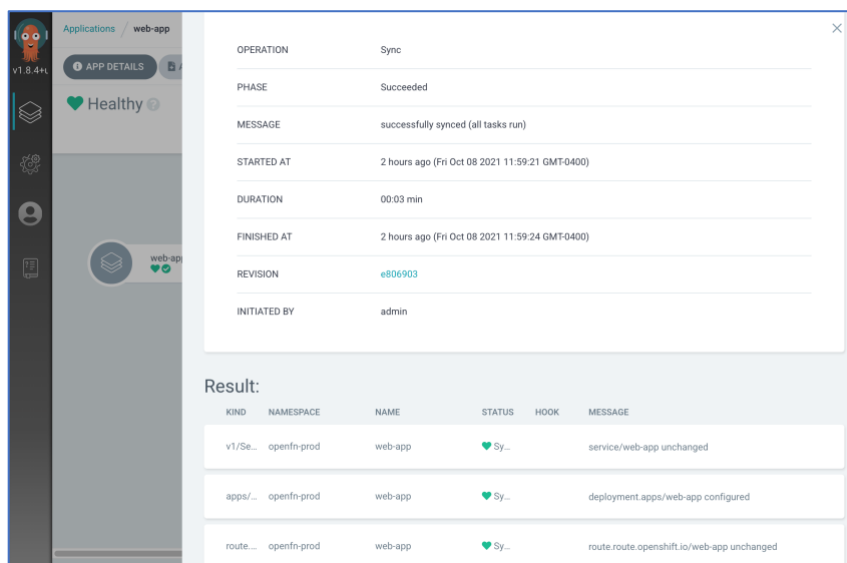 Applications / web-app
v1.8.4+
APP DETAILS
Healthy
web-ap
OPERATION Sync
PHASE Succeeded
MESSAGE successfully synced (all tasks run)
STARTED AT 2 hours ago (Fri Oct 08 2021 11:59:21 GMT-0400)
DURATION 00:03 min
FINISHED AT 2 hours ago (Fri Oct 08 2021 11:59:24 GMT-0400)
REVISION e806903
INITIATED BY admin
Result:
KIND NAMESPACE NAME STATUS HOOK MESSAGE
v1/Se... openfn-prod web-app Sy... service/web-app unchanged
apps/... openfn-prod web-app Sy... deployment.apps/web-app configured
route.... openfn-prod web-app Sy... route.route.openshift.io/web-app unchanged